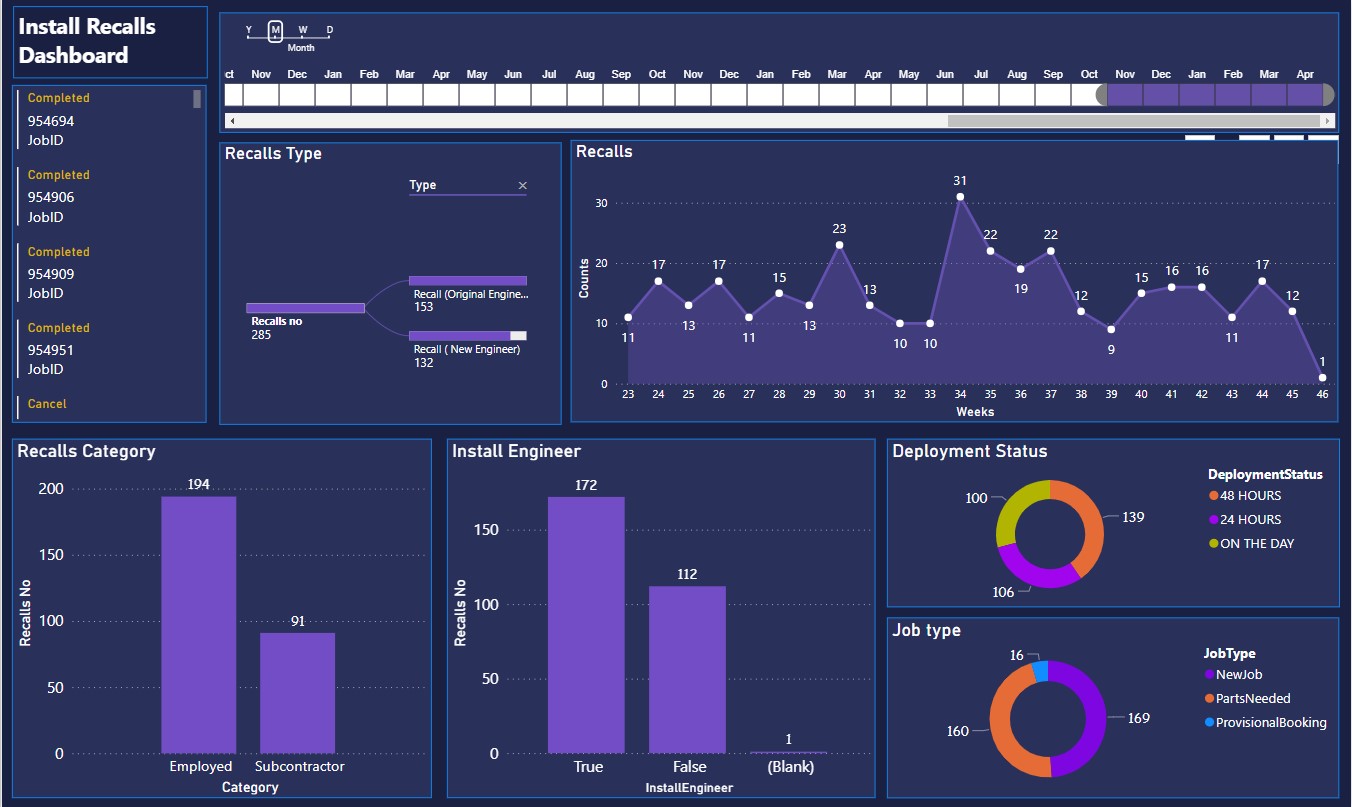 Install Recalls
Dashboard
Y M W D
Month
ct Nov Dec Jan Feb Mar Apr May Jun Jul Aug Sep Oct Nov Dec Jan Feb Mar Apr May Jun Jul Aug Sep Oct Nov Dec Jan Feb Mar Apr
Completed
954694
JobID
Completed
954906
JobID
Completed
954909
JobID
Completed
954951
JobID
Cancel
Recalls Type
Type ×
Recalls no
285
Recall (Original Engine...
153
Recall ( New Engineer)
132
Recalls
Counts
30
20
10
0
11 17 13 17 11 15 13 23 13 10 10 31 22 19 22 12 9 15 16 16 11 17 12 1
23 24 25 26 27 28 29 30 31 32 33 34 35 36 37 38 39 40 41 42 43 44 45 46
Weeks
Recalls Category
Recalls No
200
150
100
50
0
194
91
Employed Subcontractor
Category
Install Engineer
Recalls No
150
100
50
0
172
112
1
True False (Blank)
InstallEngineer
Deployment Status
100
139
106
DeploymentStatus
48 HOURS
24 HOURS
ON THE DAY
Job type
16
160
169
JobType
NewJob
PartsNeeded
ProvisionalBooking